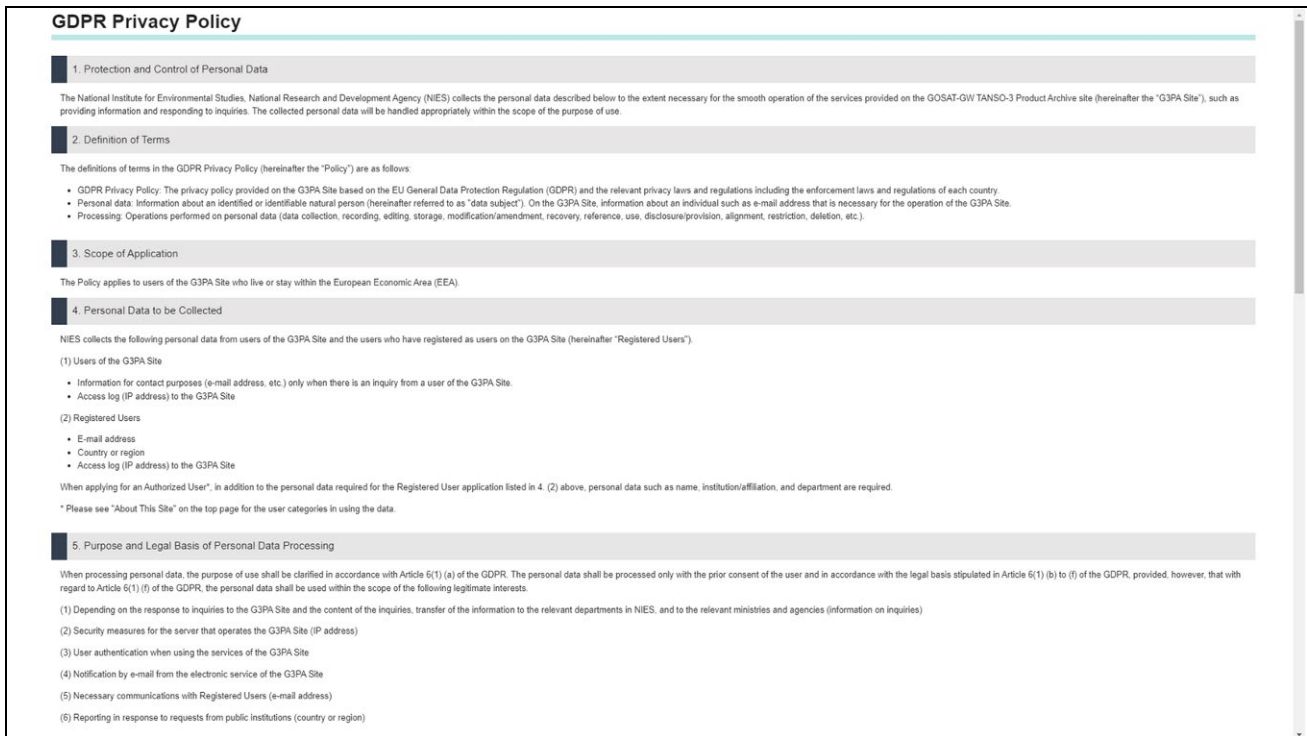 GDPR Privacy Policy
1. Protection and Control of Personal Data
The National Institute for Environmental Studies, National Research and Development Agency (NIES) collects the personal data described below to the extent necessary for the smooth operation of the services provided on the GOSAT-GW TANSO-3 Product Archive site (hereinafter the "G3PA Site"), such as
providing information and responding to inquiries. The collected personal data will be handled appropriately within the scope of the purpose of use.
2. Definition of Terms
The definitions of terms in the GDPR Privacy Policy (hereinafter the "Policy") are as follows:
• GDPR Privacy Policy: The privacy policy provided on the G3PA Site based on the EU General Data Protection Regulation (GDPR) and the relevant privacy laws and regulations including the enforcement laws and regulations of each country.
• Personal data: Information about an identified or identifiable natural person (hereinafter referred to as "data subject"). On the G3PA Site, information about an individual such as e-mail address that is necessary for the operation of the G3PA Site.
• Processing: Operations performed on personal data (data collection, recording, editing, storage, modification/amendment, recovery, reference, use, disclosure/provision, alignment, restriction, deletion, etc.).
3. Scope of Application
The Policy applies to users of the G3PA Site who live or stay within the European Economic Area (EEA).
4. Personal Data to be Collected
NIES collects the following personal data from users of the G3PA Site and the users who have registered as users on the G3PA Site (hereinafter "Registered Users").
(1) Users of the G3PA Site
• Information for contact purposes (e-mail address, etc.) only when there is an inquiry from a user of the G3PA Site.
• Access log (IP address) to the G3PA Site
(2) Registered Users
• E-mail address
• Country or region
• Access log (IP address) to the G3PA Site
When applying for an Authorized User*, in addition to the personal data required for the Registered User application listed in 4. (2) above, personal data such as name, institution/affiliation, and department are required.
* Please see "About This Site" on the top page for the user categories in using the data.
5. Purpose and Legal Basis of Personal Data Processing
When processing personal data, the purpose of use shall be clarified in accordance with Article 6(1) (a) of the GDPR. The personal data shall be processed only with the prior consent of the user and in accordance with the legal basis stipulated in Article 6(1) (b) to (f) of the GDPR, provided, however, that with
regard to Article 6(1) (f) of the GDPR, the personal data shall be used within the scope of the following legitimate interests.
(1) Depending on the response to inquiries to the G3PA Site and the content of the inquiries, transfer of the information to the relevant departments in NIES, and to the relevant ministries and agencies (information on inquiries)
(2) Security measures for the server that operates the G3PA Site (IP address)
(3) User authentication when using the services of the G3PA Site
(4) Notification by e-mail from the electronic service of the G3PA Site
(5) Necessary communications with Registered Users (e-mail address)
(6) Reporting in response to requests from public institutions (country or region)